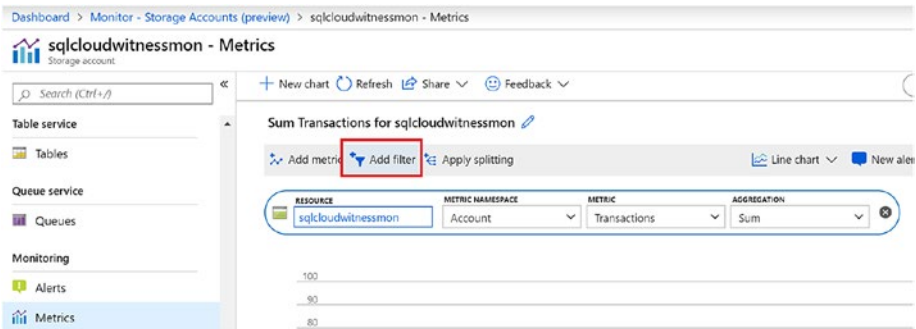 Dashboard > Monitor - Storage Accounts (preview) > sqlcloudwitnessmon - Metrics
sqlcloudwitnessmon - Metrics
Storage account
Search (Ctrl+/)
Table service
Tables
Queue service
Queues
Monitoring
Alerts
Metrics
New chart Refresh Share Feedback
Sum Transactions for sqlcloudwitnessmon
Add metric Add filter Apply splitting Line chart New aler
RESOURCE METRIC NAMESPACE METRIC AGGREGATION
sqlcloudwitnessmon Account Transactions Sum
100
90
80